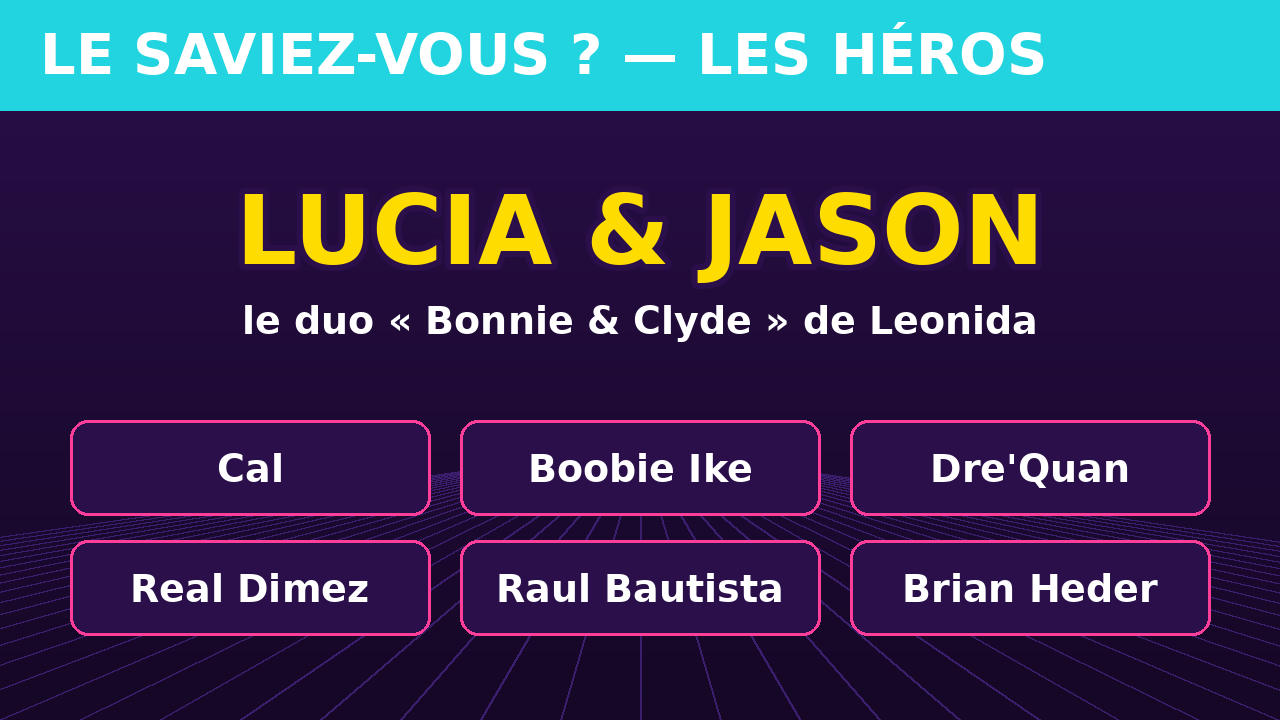 LE SAVIEZ-VOUS ? — LES HÉROS
LUCIA & JASON
le duo « Bonnie & Clyde » de Leonida
Cal
Boobie Ike
Dre'Quan
Real Dimez
Raul Bautista
Brian Heder